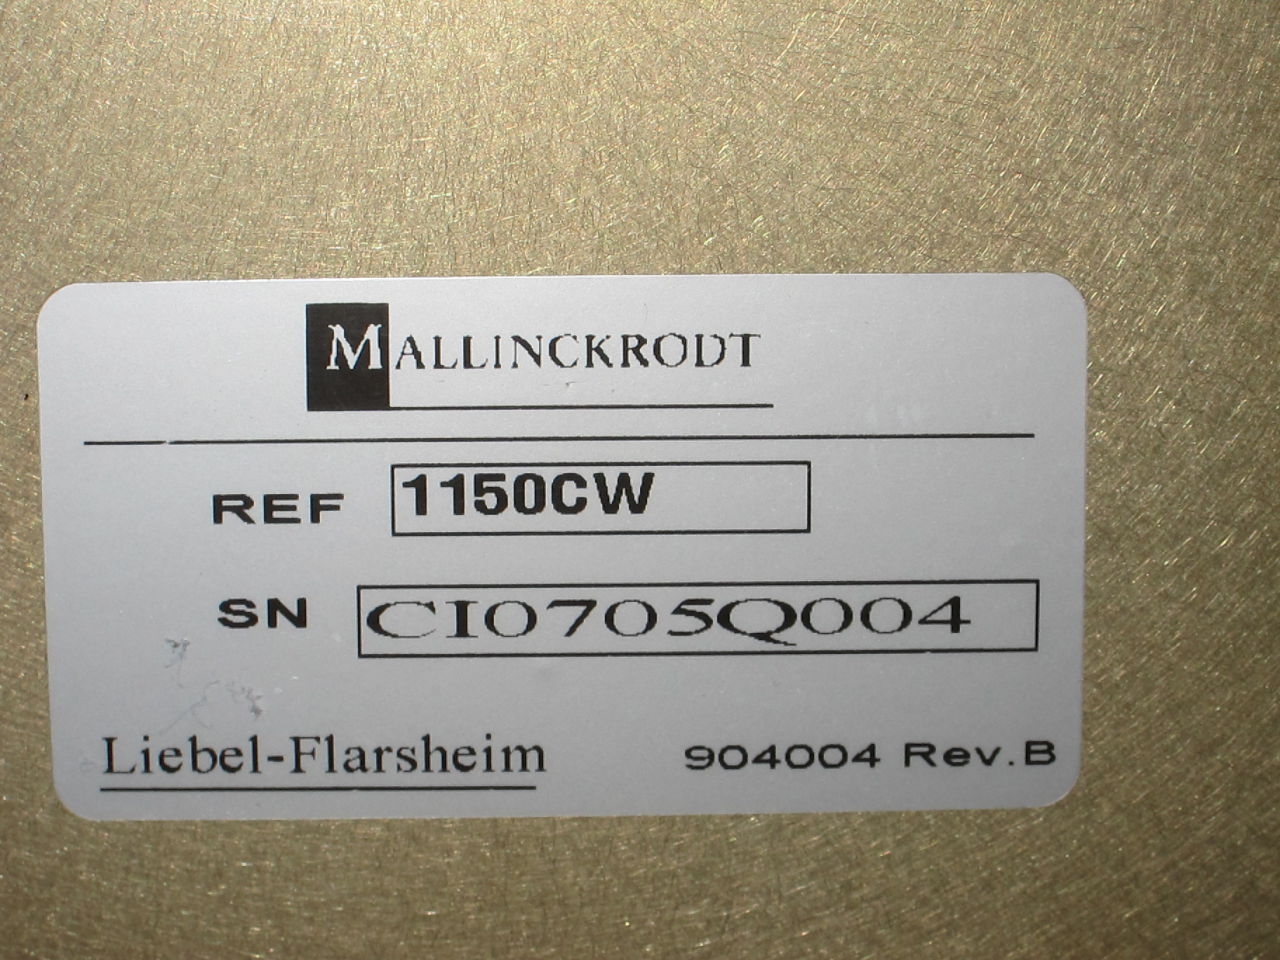 MALLINCKRODT
REF 1150CW
SN CI0705Q004
Liebel-Flarsheim 904004 Rev.B